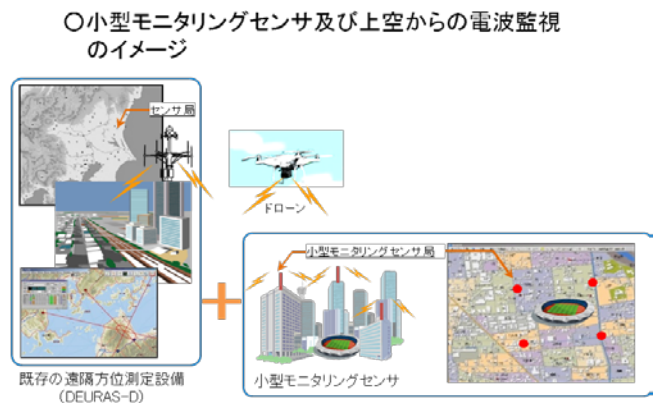 ○小型モニタリングセンサ及び上空からの電波監視
のイメージ
センサ局
ドローン
小型モニタリングセンサ局
小型モニタリングセンサ
既存の遠隔方位測定設備
(DEURAS-D)